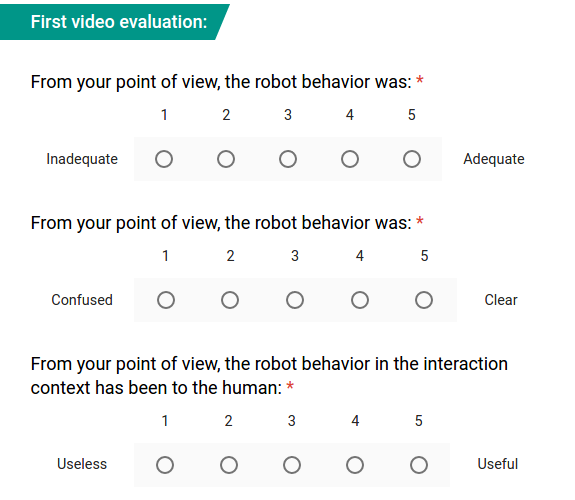 First video evaluation:
From your point of view, the robot behavior was: *
1 2 3 4 5
Inadequate Adequate
From your point of view, the robot behavior was: *
1 2 3 4 5
Confused Clear
From your point of view, the robot behavior in the interaction
context has been to the human: *
1 2 3 4 5
Useless Useful